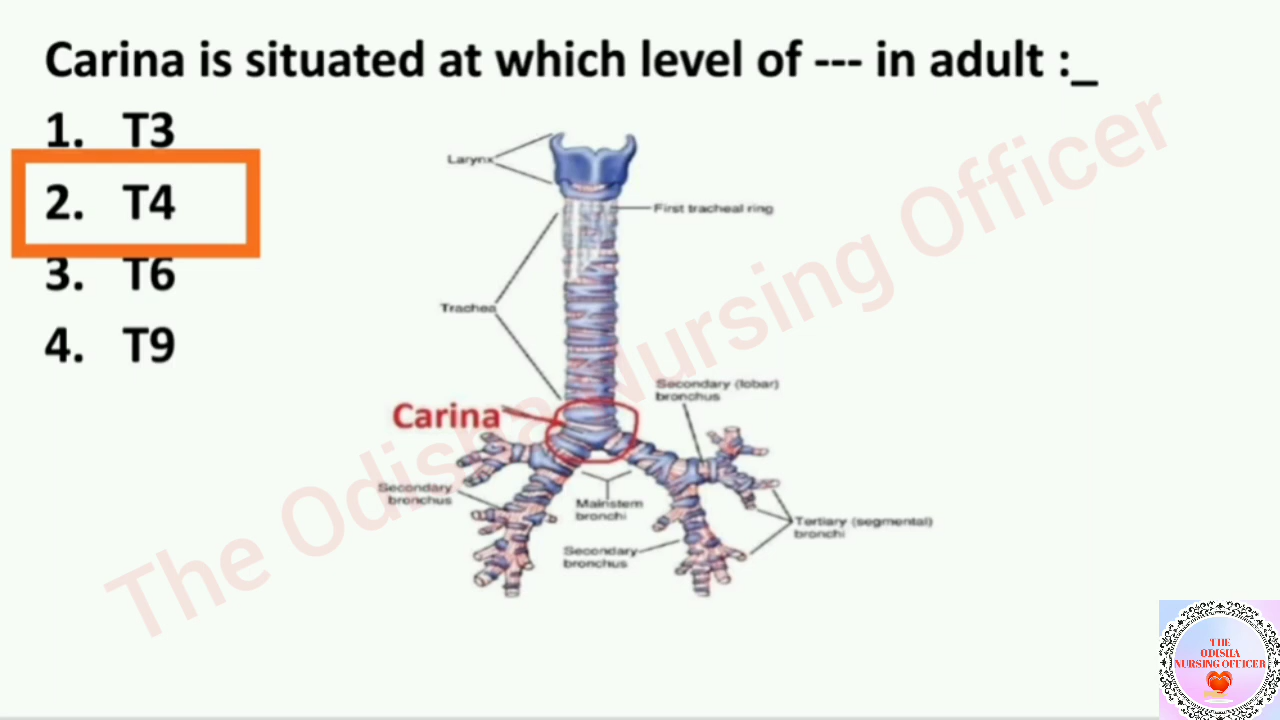 Carina is situated at which level of --- in adult :_
1. T3
2. T4
3. T6
4. T9
Larynx
First tracheal ring
Trachea
Secondary (lobar)
bronchus
Carina
Secondary
bronchus
Mainstem
bronchi
Tertiary (segmental)
bronchi
Secondary
bronchus
The Odisha Nursing Officer
THE
ODISHA
NURSING OFFICER